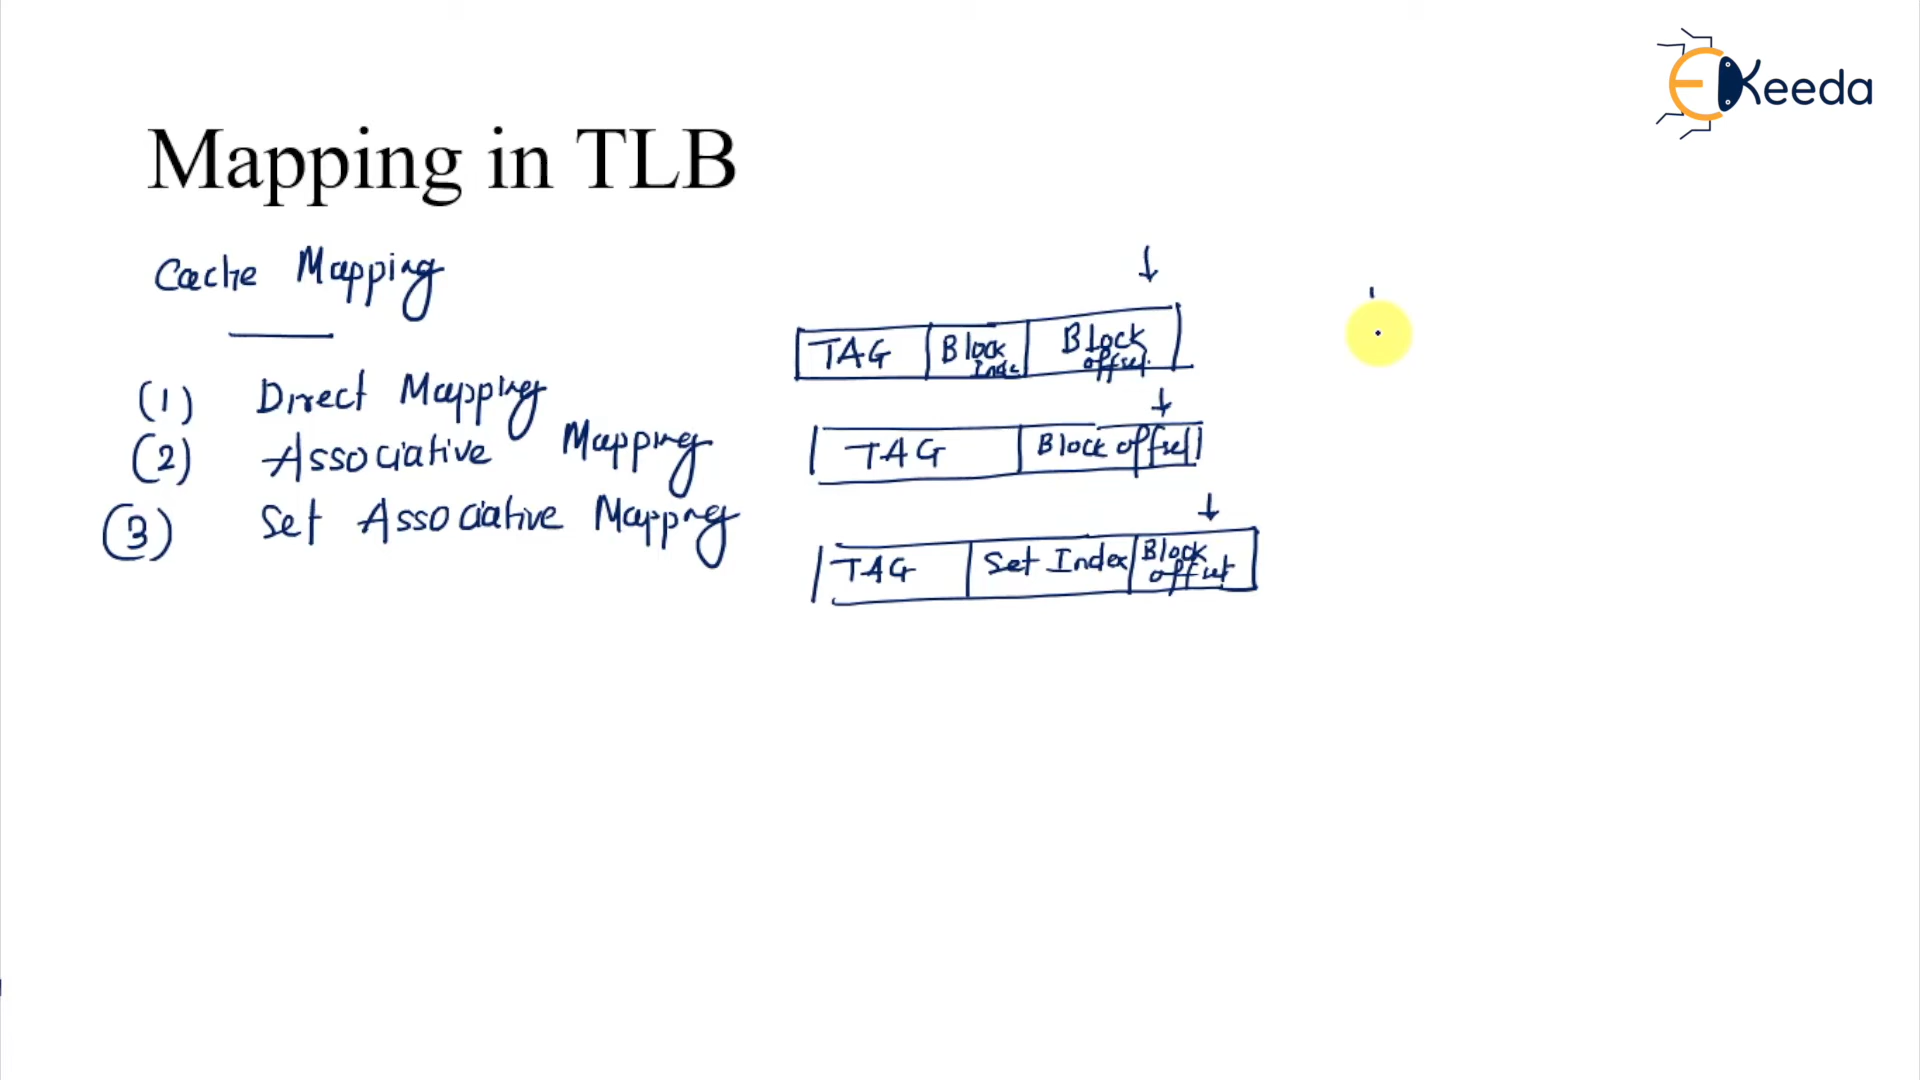 EKeeda
Mapping in TLB
Cache Mapping
(1) Direct Mapping
(2) Associative Mapping
(3) Set Associative Mapping
TAG Block Index Block offset
TAG Block offset
TAG Set Index Block offset